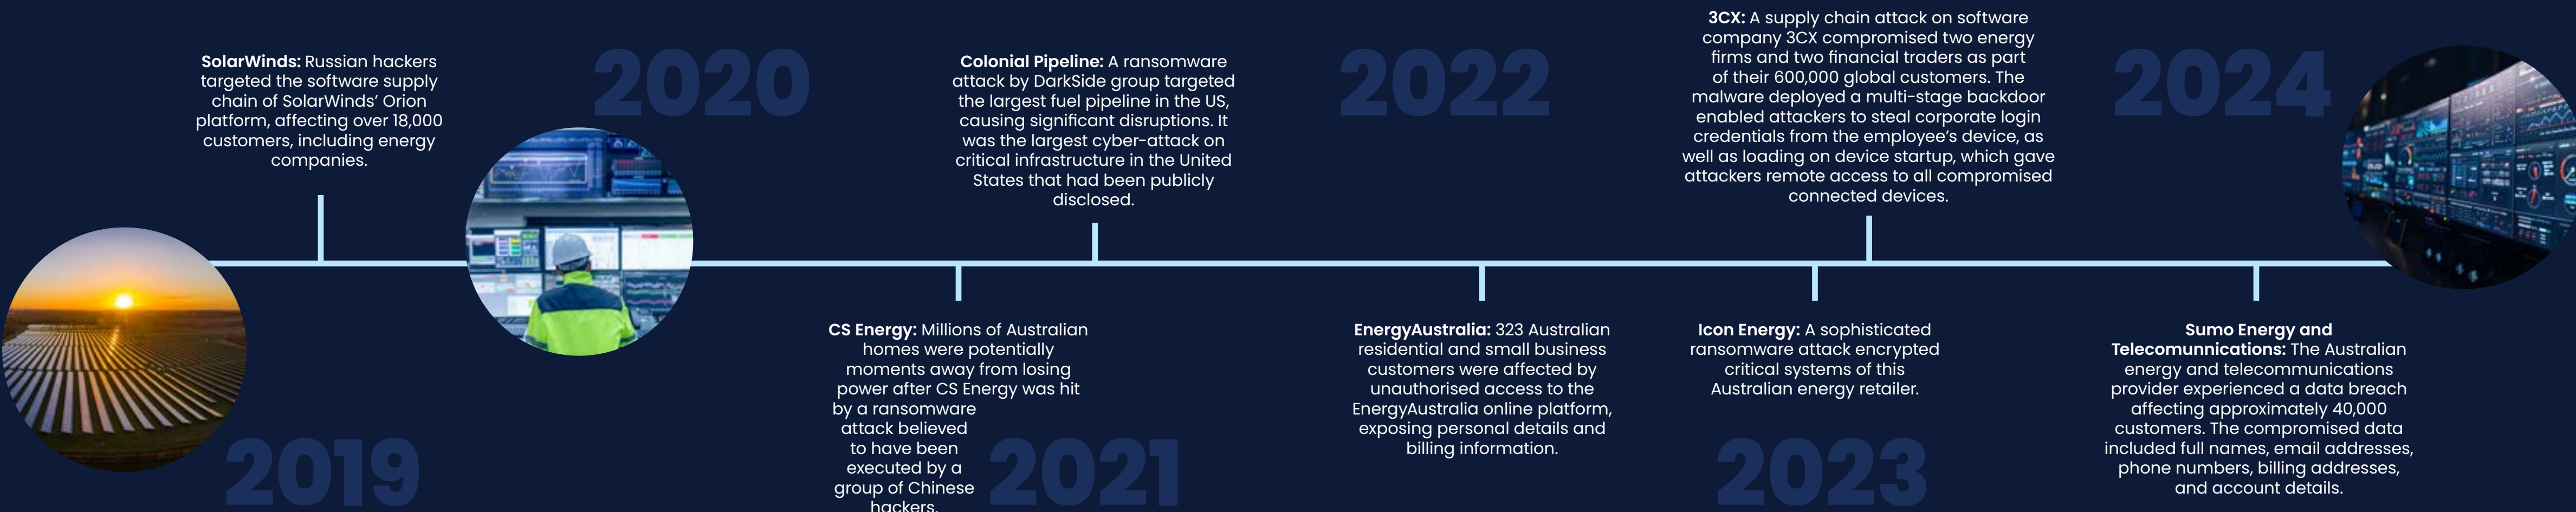 SolarWinds: Russian hackers
targeted the software supply
chain of SolarWinds’ Orion
platform, affecting over 18,000
customers, including energy
companies.
2019
2020
CS Energy: Millions of Australian
homes were potentially
moments away from losing
power after CS Energy was hit
by a ransomware
attack believed
to have been
executed by a
group of Chinese
hackers.
Colonial Pipeline: A ransomware
attack by DarkSide group targeted
the largest fuel pipeline in the US,
causing significant disruptions. It
was the largest cyber-attack on
critical infrastructure in the United
States that had been publicly
disclosed.
2021
2022
EnergyAustralia: 323 Australian
residential and small business
customers were affected by
unauthorised access to the
EnergyAustralia online platform,
exposing personal details and
billing information.
3CX: A supply chain attack on software
company 3CX compromised two energy
firms and two financial traders as part
of their 600,000 global customers. The
malware deployed a multi-stage backdoor
enabled attackers to steal corporate login
credentials from the employee’s device, as
well as loading on device startup, which gave
attackers remote access to all compromised
connected devices.
Icon Energy: A sophisticated
ransomware attack encrypted
critical systems of this
Australian energy retailer.
2023
2024
Sumo Energy and
Telecomunnications: The Australian
energy and telecommunications
provider experienced a data breach
affecting approximately 40,000
customers. The compromised data
included full names, email addresses,
phone numbers, billing addresses,
and account details.